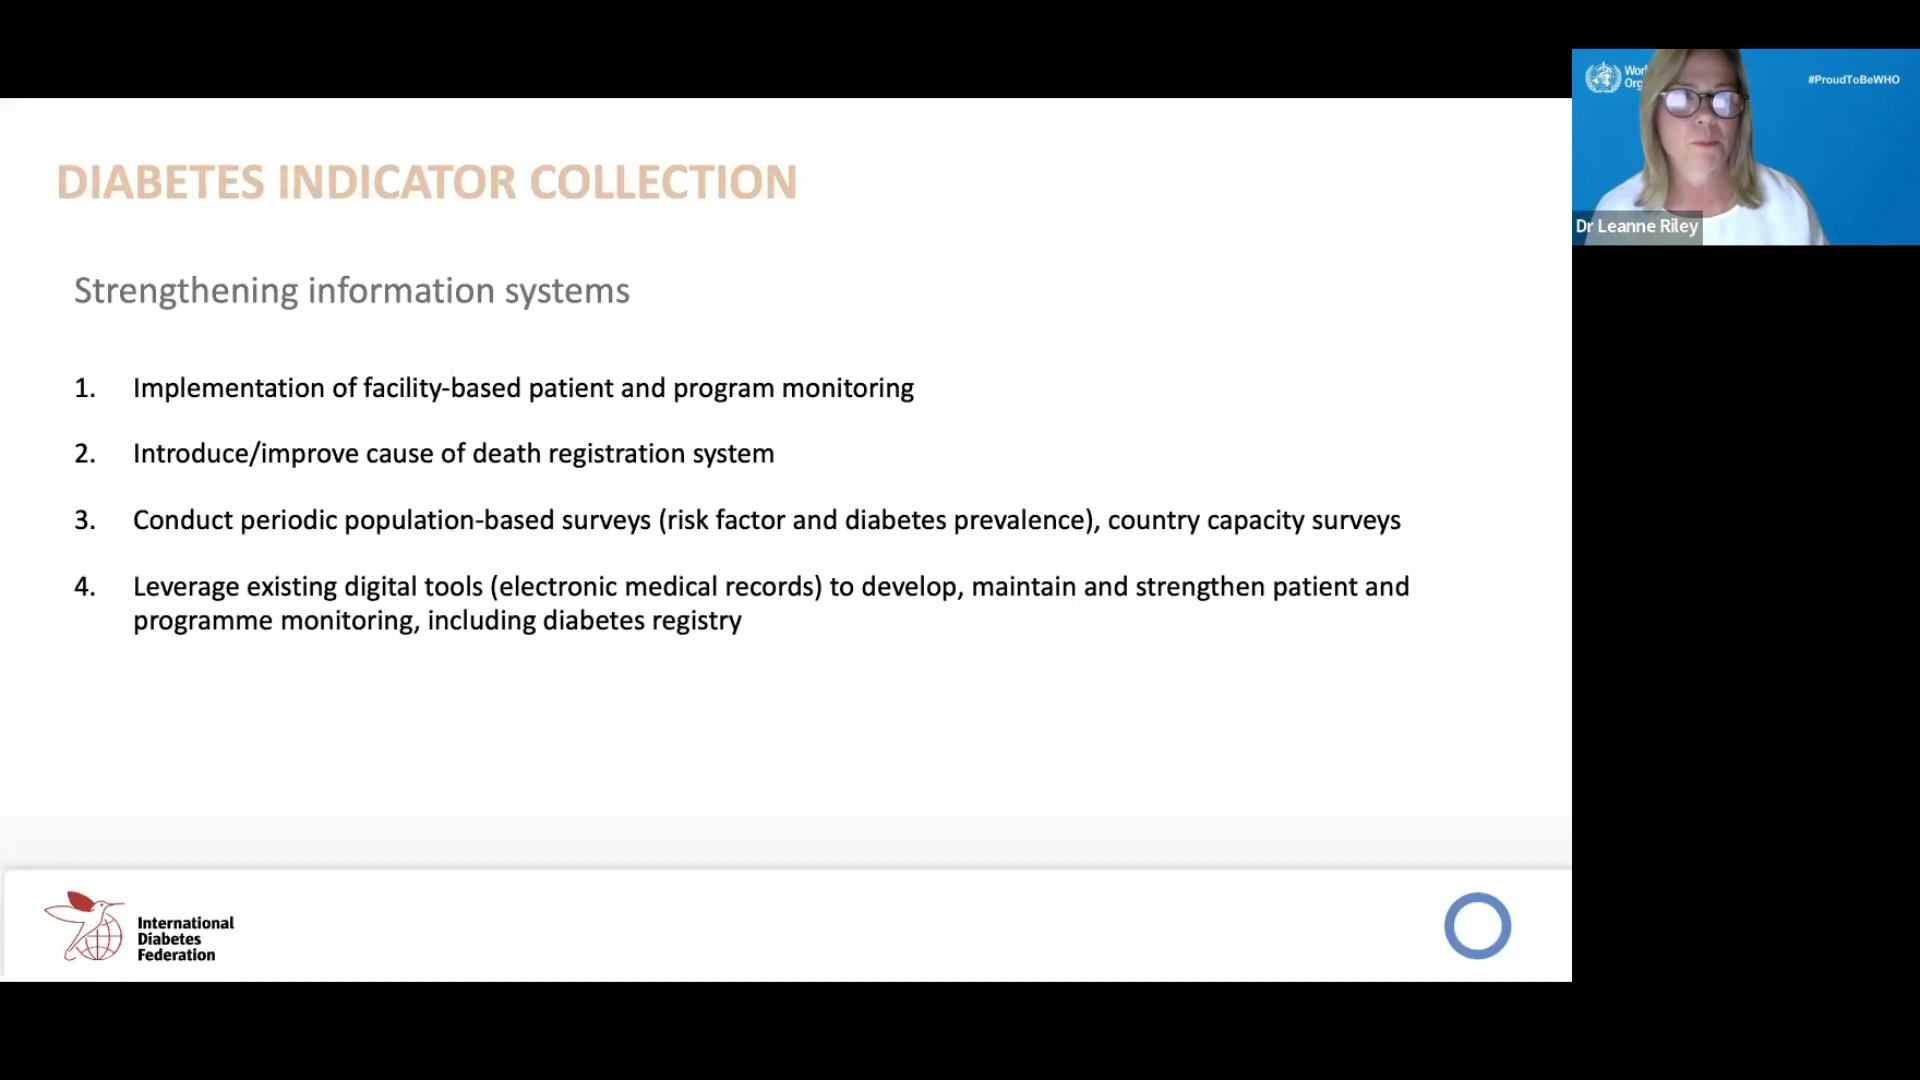 DIABETES INDICATOR COLLECTION
Strengthening information systems
1. Implementation of facility-based patient and program monitoring
2. Introduce/improve cause of death registration system
3. Conduct periodic population-based surveys (risk factor and diabetes prevalence), country capacity surveys
4. Leverage existing digital tools (electronic medical records) to develop, maintain and strengthen patient and
programme monitoring, including diabetes registry
International
Diabetes
Federation
#ProudToBeWHO
Dr Leanne Riley